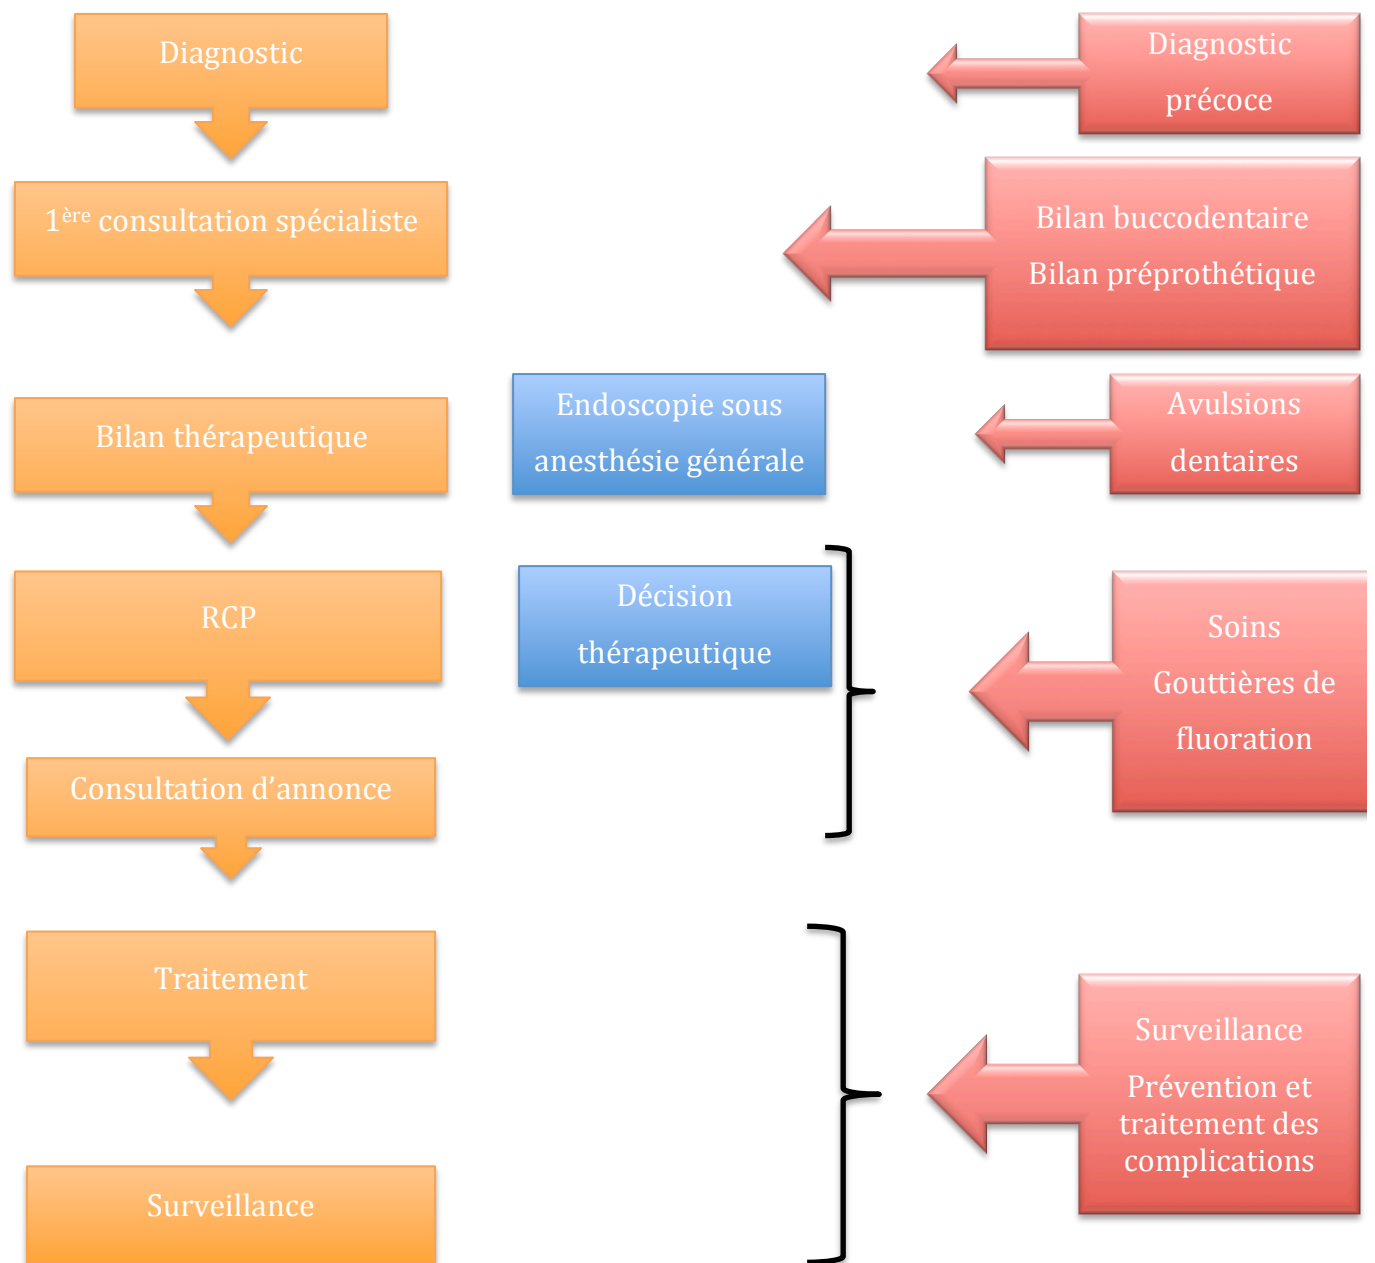 Diagnostic
Diagnostic
précoce
1ère consultation spécialiste
Bilan buccodentaire
Bilan préprothétique
Bilan thérapeutique
Endoscopie sous
anesthésie générale
Avulsions
dentaires
RCP
Décision
thérapeutique
Soins
Gouttières de
fluoration
Consultation d’annonce
Traitement
Surveillance
Prévention et
traitement des
complications
Surveillance